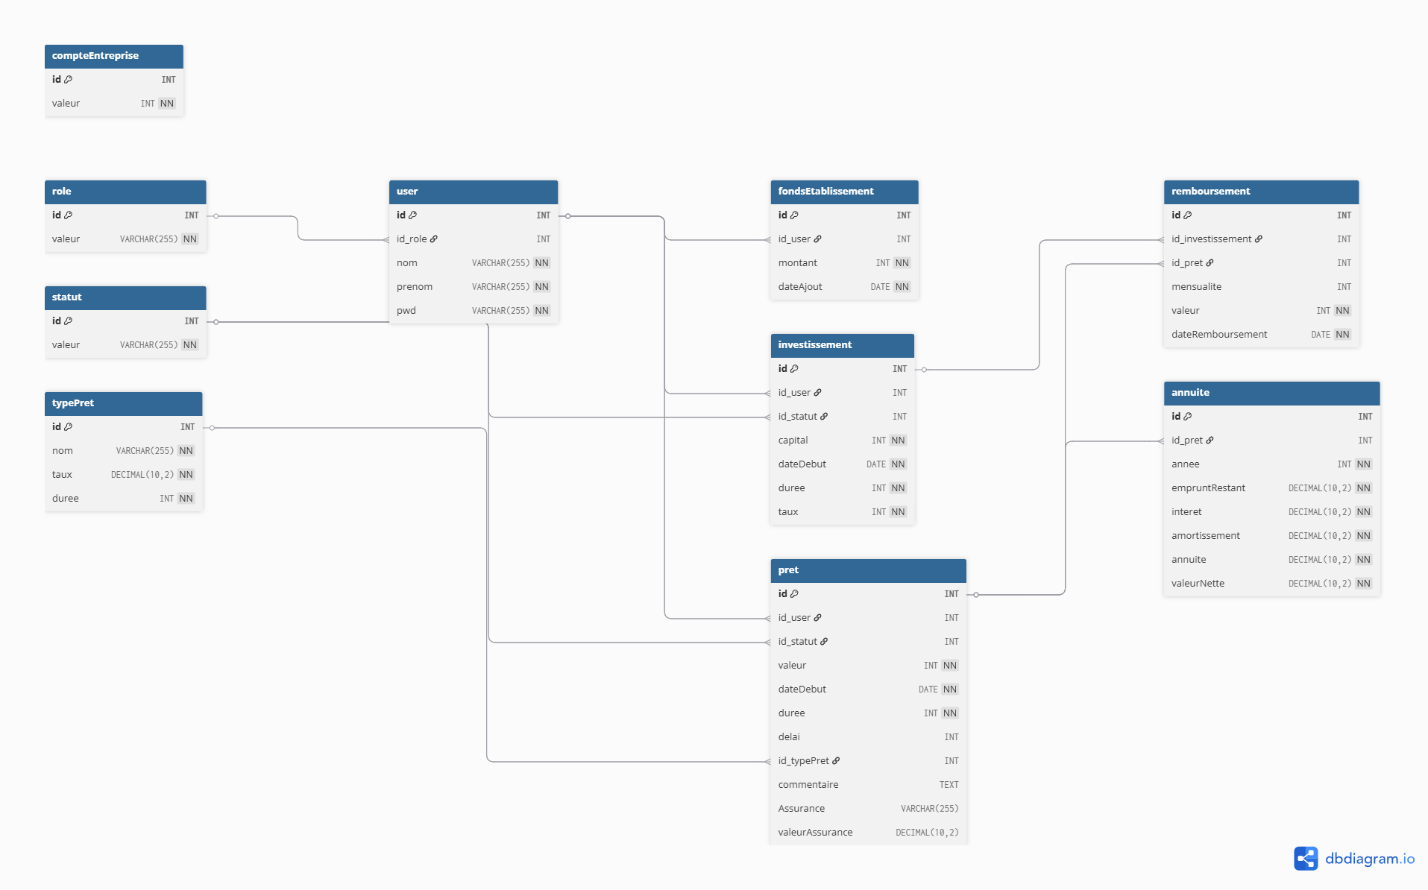 compteEntreprise
id INT
valeur INT NN
role
id INT
valeur VARCHAR(255) NN
statut
id INT
valeur VARCHAR(255) NN
typePret
id INT
nom VARCHAR(255) NN
taux DECIMAL(10,2) NN
duree INT NN
user
id INT
id_role INT
nom VARCHAR(255) NN
prenom VARCHAR(255) NN
pwd VARCHAR(255) NN
fondsEtablissement
id INT
id_user INT
montant INT NN
dateAjout DATE NN
investissement
id INT
id_user INT
id_statut INT
capital INT NN
dateDebut DATE NN
duree INT NN
taux INT NN
pret
id INT
id_user INT
id_statut INT
valeur INT NN
dateDebut DATE NN
duree INT NN
delai INT
id_typePret INT
commentaire TEXT
Assurance VARCHAR(255)
valeurAssurance DECIMAL(10,2)
remboursement
id INT
id_investissement INT
id_pret INT
mensualite INT
valeur INT NN
dateRemboursement DATE NN
annuite
id INT
id_pret INT
annee INT NN
empruntRestant DECIMAL(10,2) NN
interet DECIMAL(10,2) NN
amortissement DECIMAL(10,2) NN
annuite DECIMAL(10,2) NN
valeurNette DECIMAL(10,2) NN
dbdiagram.io